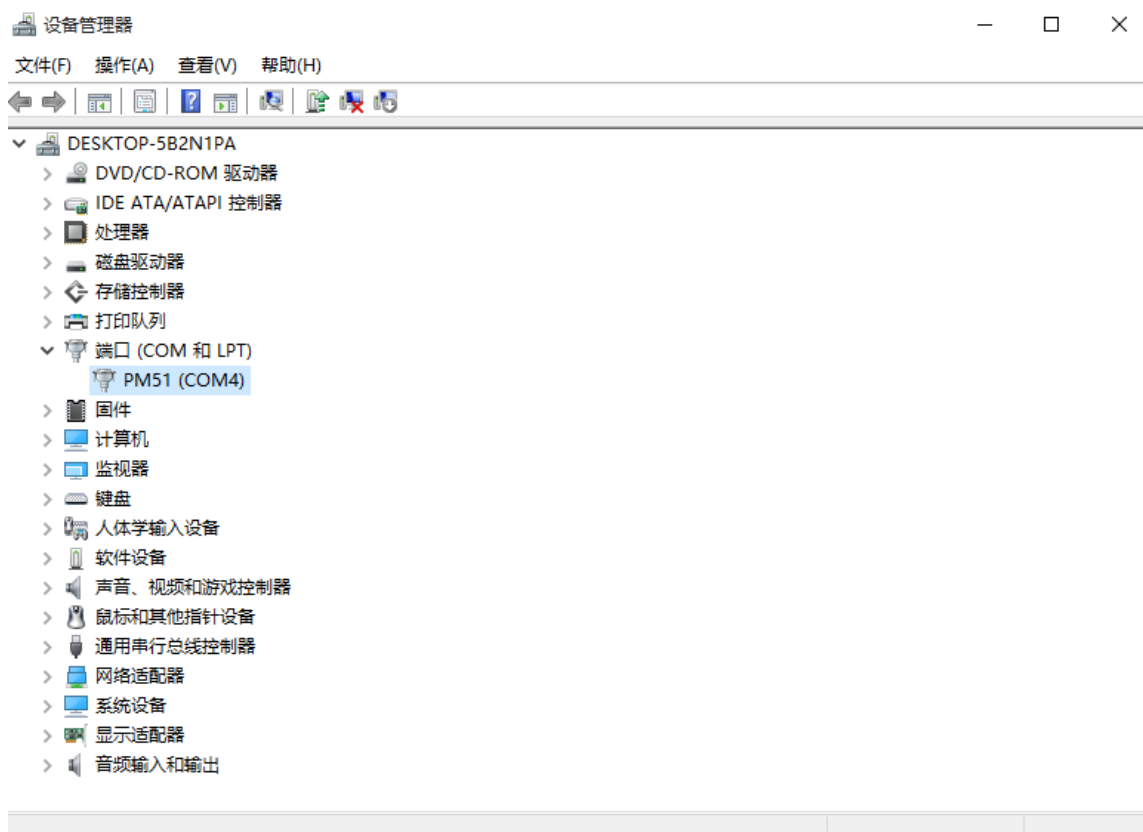 设备管理器
文件(F) 操作(A) 查看(V) 帮助(H)
DESKTOP-5B2N1PA
DVD/CD-ROM 驱动器
IDE ATA/ATAPI 控制器
处理器
磁盘驱动器
存储控制器
打印队列
端口 (COM 和 LPT)
PM51 (COM4)
固件
计算机
监视器
键盘
人体学输入设备
软件设备
声音、视频和游戏控制器
鼠标和其他指针设备
通用串行总线控制器
网络适配器
系统设备
显示适配器
音频输入和输出